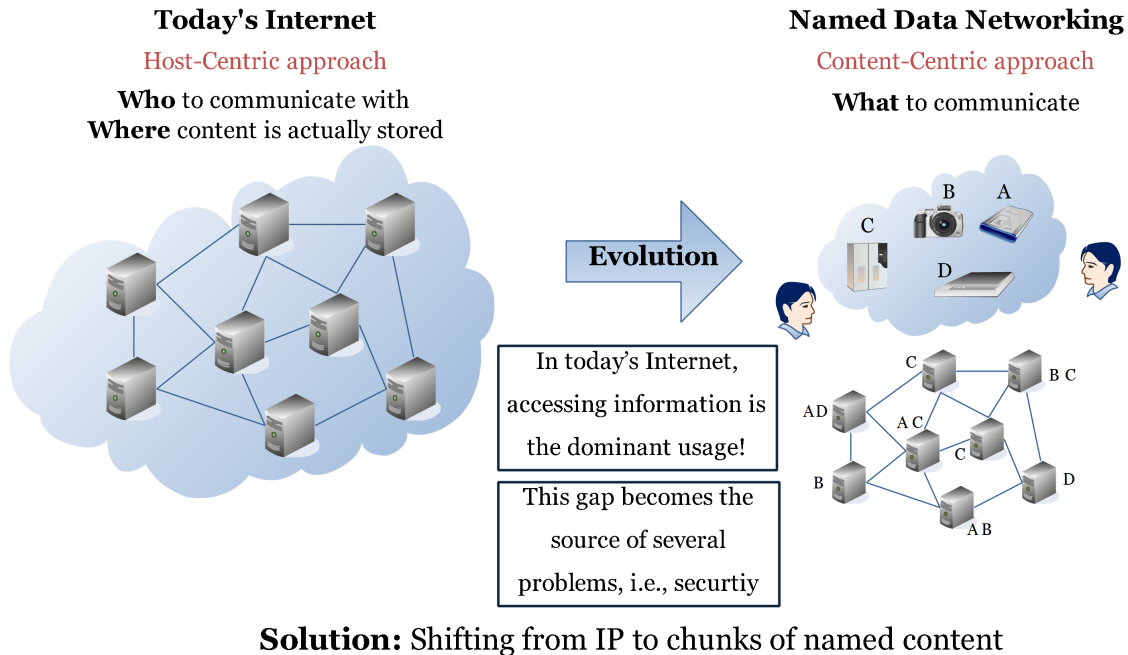 Today's Internet
Host-Centric approach
Who to communicate with
Where content is actually stored
Evolution
In today’s Internet,
accessing information is
the dominant usage!
This gap becomes the
source of several
problems, i.e., securtiy
Named Data Networking
Content-Centric approach
What to communicate
B
A
C
D
C
B C
A D
A C
C
B
D
A B
Solution: Shifting from IP to chunks of named content